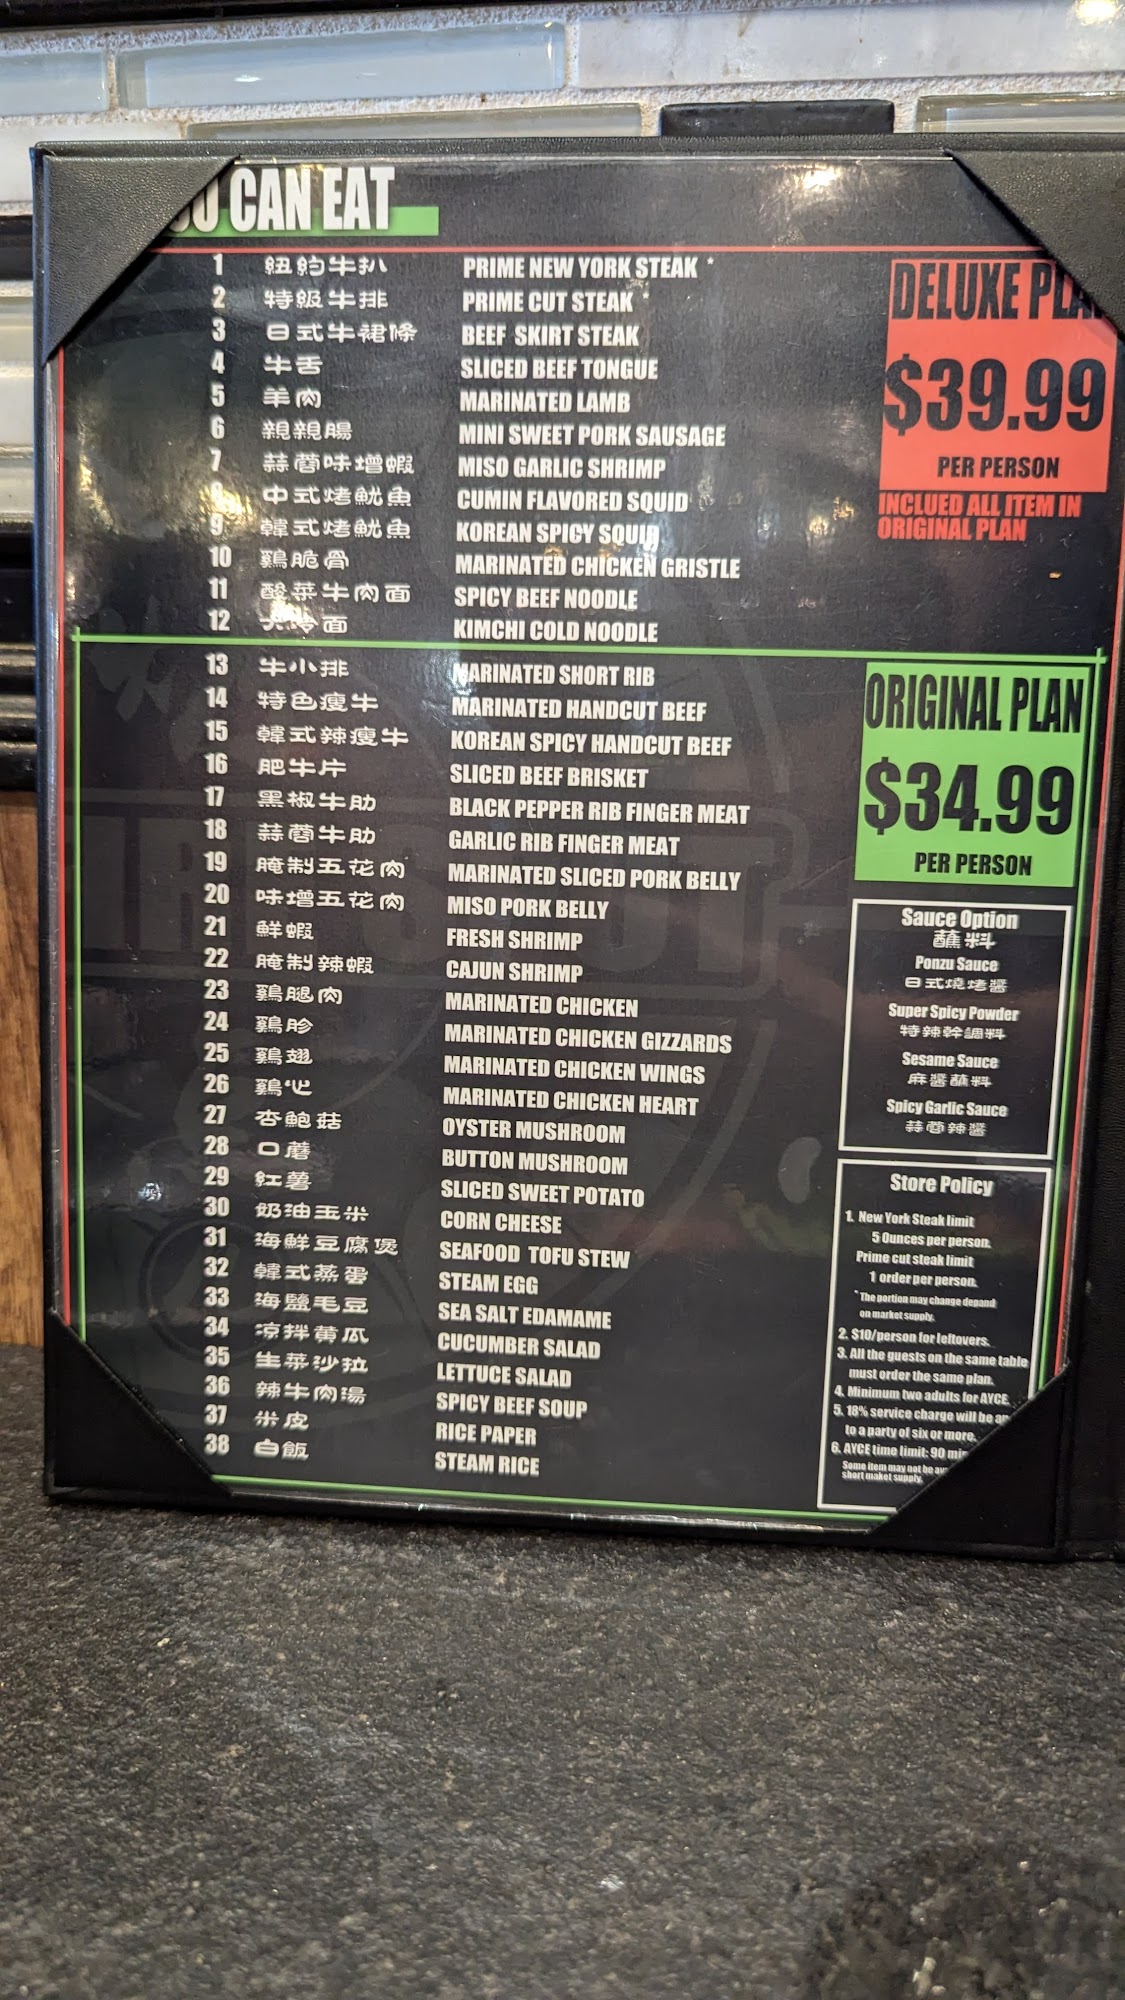 CAN EAT
1 紐約牛扒 PRIME NEW YORK STEAK *
2 特級牛排 PRIME CUT STEAK *
3 日式牛裙條 BEEF SKIRT STEAK
4 牛舌 SLICED BEEF TONGUE
5 羊肉 MARINATED LAMB
6 親親腸 MINI SWEET PORK SAUSAGE
7 蒜蓉味增蝦 MISO GARLIC SHRIMP
8 中式烤魷魚 CUMIN FLAVORED SQUID
9 韓式烤魷魚 KOREAN SPICY SQUID
10 鷄脆骨 MARINATED CHICKEN GRISTLE
11 酸菜牛肉面 SPICY BEEF NOODLE
12 冷面 KIMCHI COLD NOODLE
DELUXE
$39.99
PER PERSON
INCLUED ALL ITEM IN
ORIGINAL PLAN
13 牛小排 MARINATED SHORT RIB
14 特色瘦牛 MARINATED HANDCUT BEEF
15 韓式辣瘦牛 KOREAN SPICY HANDCUT BEEF
16 肥牛片 SLICED BEEF BRISKET
17 黑椒牛肋 BLACK PEPPER RIB FINGER MEAT
18 蒜蓉牛肋 GARLIC RIB FINGER MEAT
19 腌制五花肉 MARINATED SLICED PORK BELLY
20 味增五花肉 MISO PORK BELLY
21 鮮蝦 FRESH SHRIMP
22 腌制辣蝦 CAJUN SHRIMP
23 鷄腿肉 MARINATED CHICKEN
24 鷄胗 MARINATED CHICKEN GIZZARDS
25 鷄翅 MARINATED CHICKEN WINGS
26 鷄心 MARINATED CHICKEN HEART
27 杏鮑菇 OYSTER MUSHROOM
28 口蘑 BUTTON MUSHROOM
29 紅薯 SLICED SWEET POTATO
30 奶油玉米 CORN CHEESE
31 海鮮豆腐煲 SEAFOOD TOFU STEW
32 韓式蒸蛋 STEAM EGG
33 海鹽毛豆 SEA SALT EDAMAME
34 凉拌黄瓜 CUCUMBER SALAD
35 生菜沙拉 LETTUCE SALAD
36 辣牛肉湯 SPICY BEEF SOUP
37 米皮 RICE PAPER
38 白飯 STEAM RICE
ORIGINAL PLAN
$34.99
PER PERSON
Sauce Option
蘸料
Ponzu Sauce
日式燒烤醬
Super Spicy Powder
特辣幹調料
Sesame Sauce
麻醬蘸料
Spicy Garlic Sauce
蒜蓉辣醬
Store Policy
1. New York Steak limit
5 Ounces per person.
Prime cut steak limit
1 order per person.
* The portion may change depand
on market supply.
2. $10/person for leftovers.
3. All the guests on the same table
must order the same plan.
4. Minimum two adults for AYCE.
5. 18% service charge will be
to a party of six or more.
6. AYCE time limit: 90
Some item may not be
short maket supply.